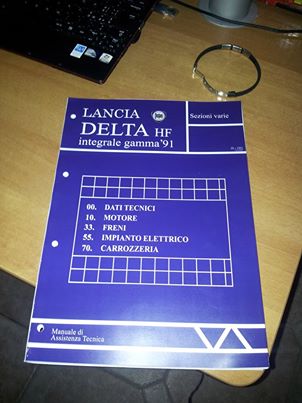 LANCIA
DELTA HF
integrale gamma'91
Sezioni varie
00. DATI TECNICI
10. MOTORE
33. FRENI
55. IMPIANTO ELETTRICO
70. CARROZZERIA
Manuale di
Assistenza Tecnica